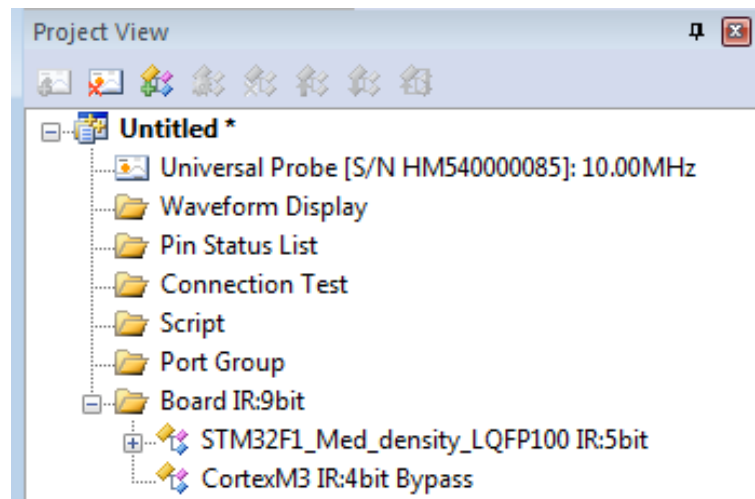 Project View
Untitled *
Universal Probe [S/N HM540000085]: 10.00MHz
Waveform Display
Pin Status List
Connection Test
Script
Port Group
Board IR:9bit
STM32F1_Med_density_LQFP100 IR:5bit
CortexM3 IR:4bit Bypass